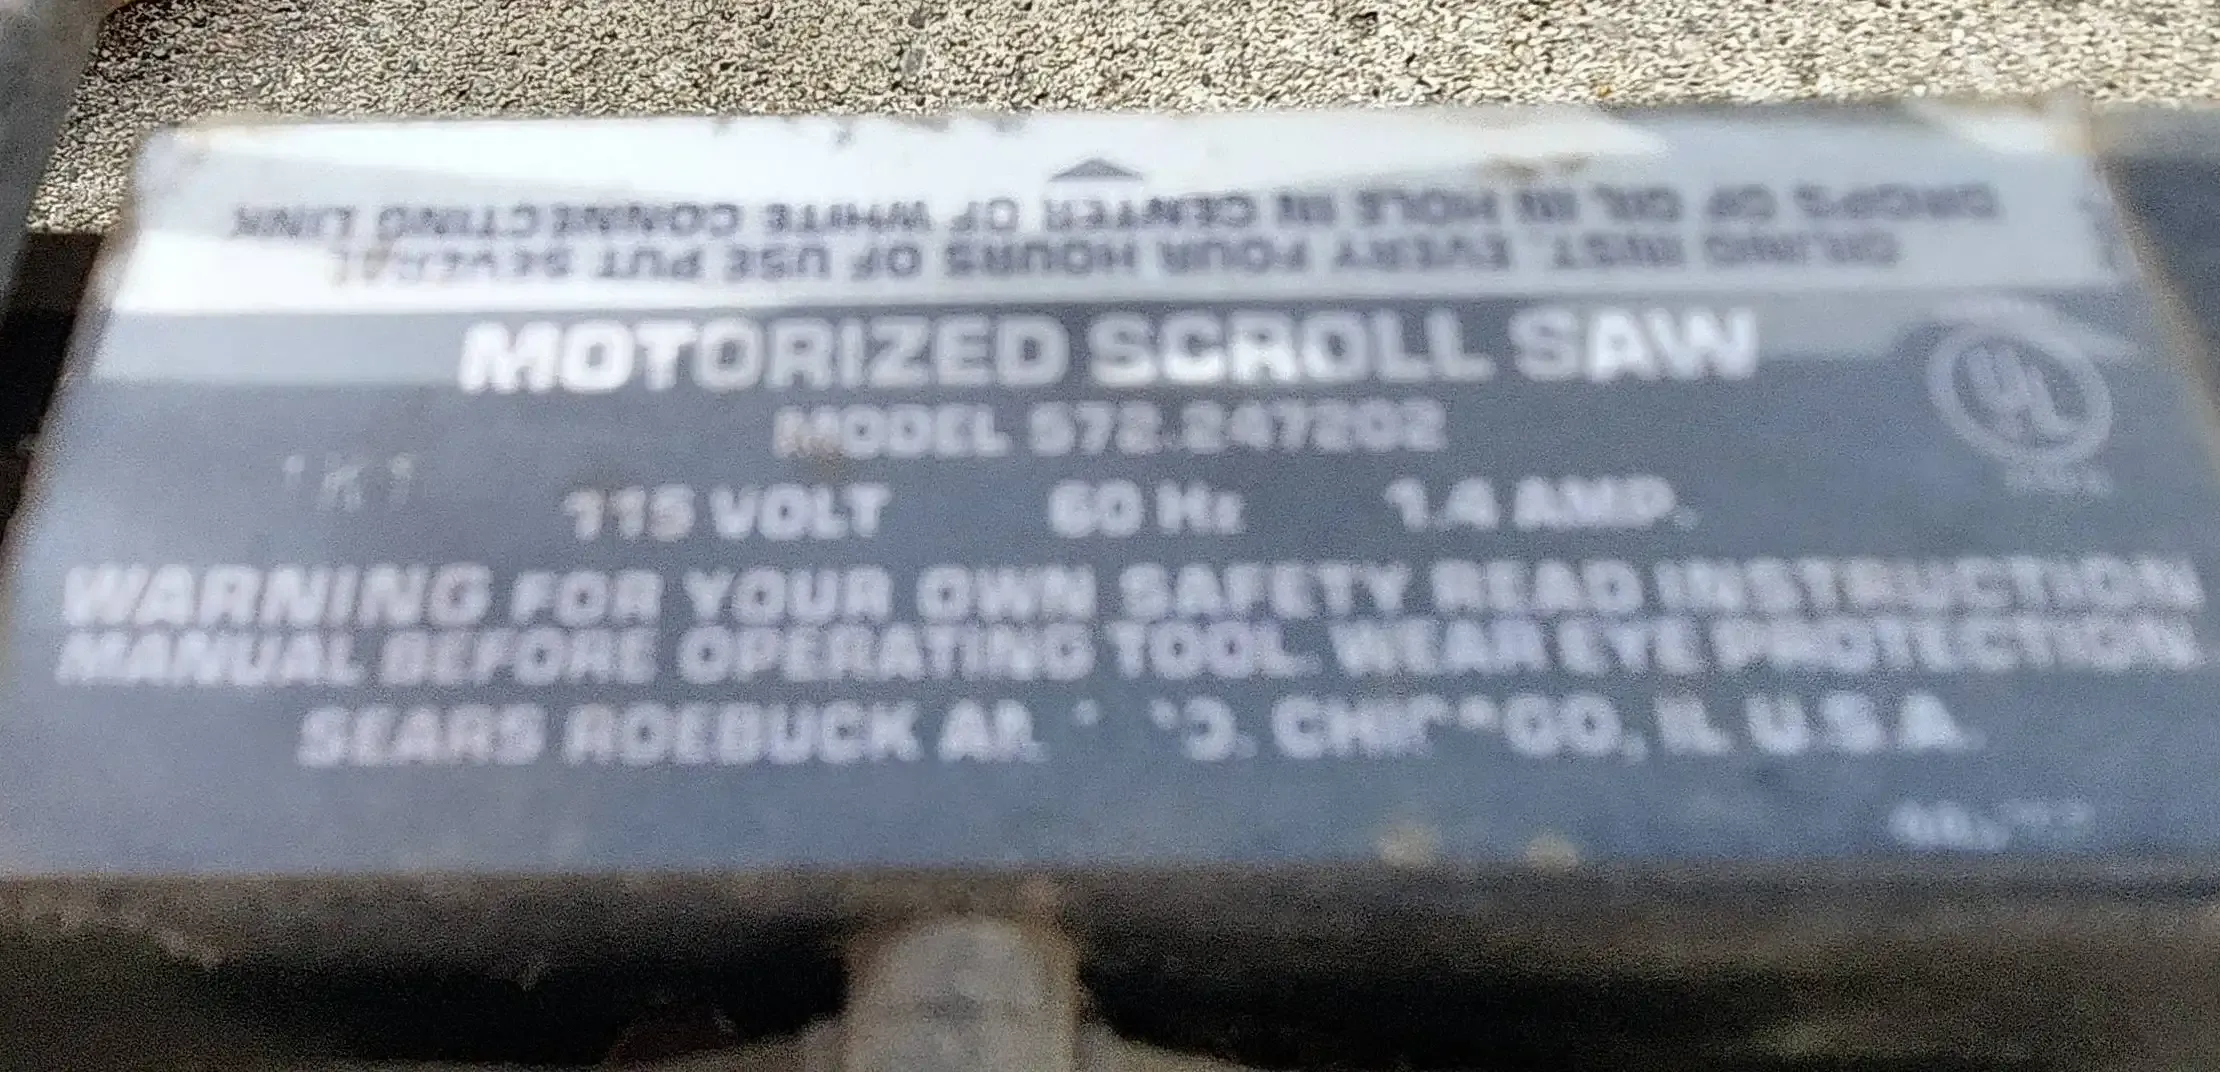 OILING INST. EVERY FOUR HOURS OF USE PUT SEVERAL
DROPS OF OIL IN HOLE IN CENTER OF WHITE CONNECTING LINK
MOTORIZED SCROLL SAW
MODEL 572.247202
UL
115 VOLT 60 Hz 1.4 AMP.
WARNING FOR YOUR OWN SAFETY READ INSTRUCTION
MANUAL BEFORE OPERATING TOOL. WEAR EYE PROTECTION
SEARS ROEBUCK IL U.S.A.